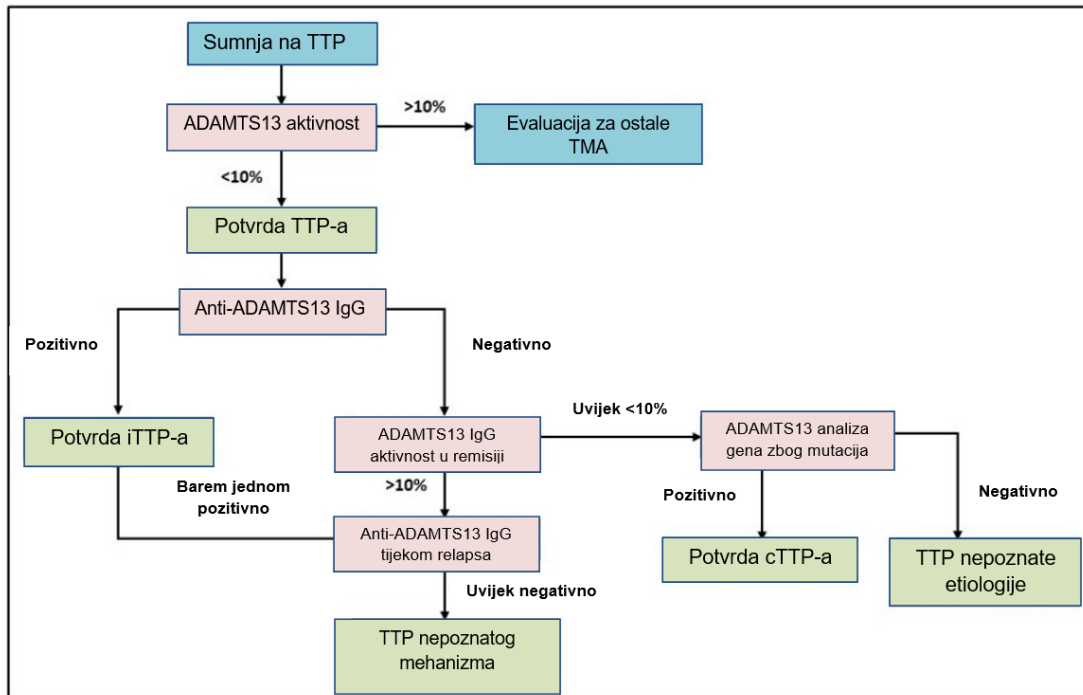 Sumnja na TTP
>10%
ADAMTS13 aktivnost
Evaluacija za ostale
TMA
<10%
Potvrda TTP-a
Anti-ADAMTS13 IgG
Pozitivno
Negativno
Uvijek <10%
Potvrda iTTP-a
ADAMTS13 IgG
aktivnost u remisiji
ADAMTS13 analiza
gena zbog mutacija
Barem jednom
pozitivno
>10%
Pozitivno
Negativno
Anti-ADAMTS13 IgG
tijekom relapsa
Potvrda cTTP-a
TTP nepoznate
etiologije
Uvijek negativno
TTP nepoznatog
mehanizma